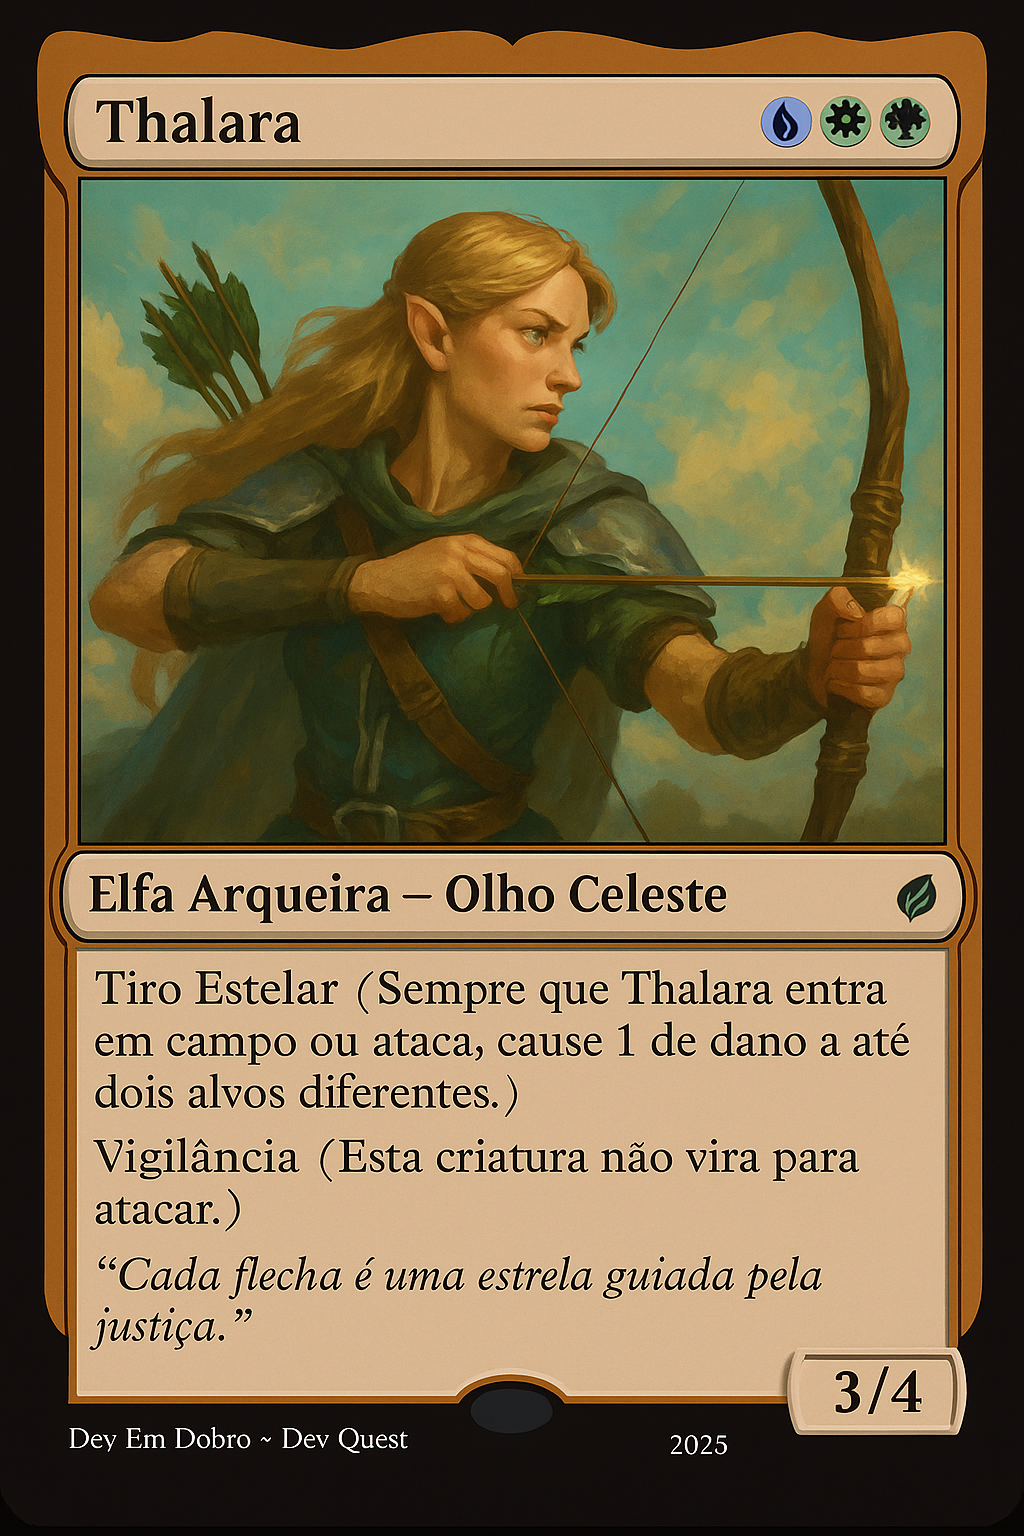 Thalara
Elfa Arqueira – Olho Celeste
Tiro Estelar (Sempre que Thalara entra
em campo ou ataca, cause 1 de dano a até
dois alvos diferentes.)
Vigilância (Esta criatura não vira para
atacar.)
“Cada flecha é uma estrela guiada pela
justiça.”
3/4
Dey Em Dobro ~ Dev Quest
2025